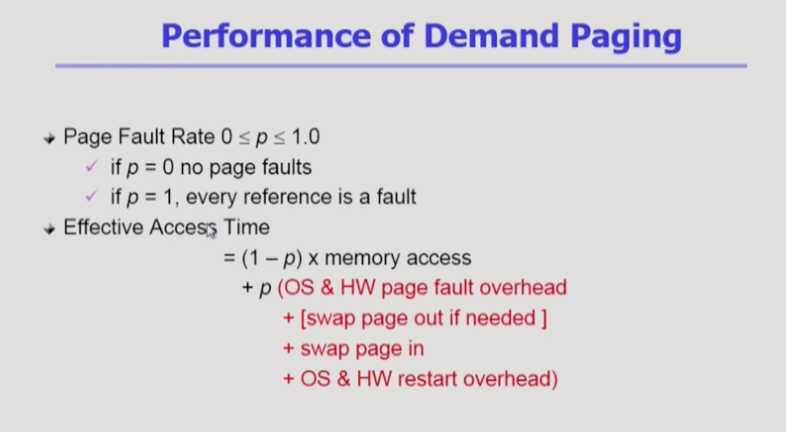 Performance of Demand Paging
Page Fault Rate 0 ≤ p ≤ 1.0
if p = 0 no page faults
if p = 1, every reference is a fault
Effective Access Time
= (1 – p) x memory access
+ p (OS & HW page fault overhead
+ [swap page out if needed ]
+ swap page in
+ OS & HW restart overhead)